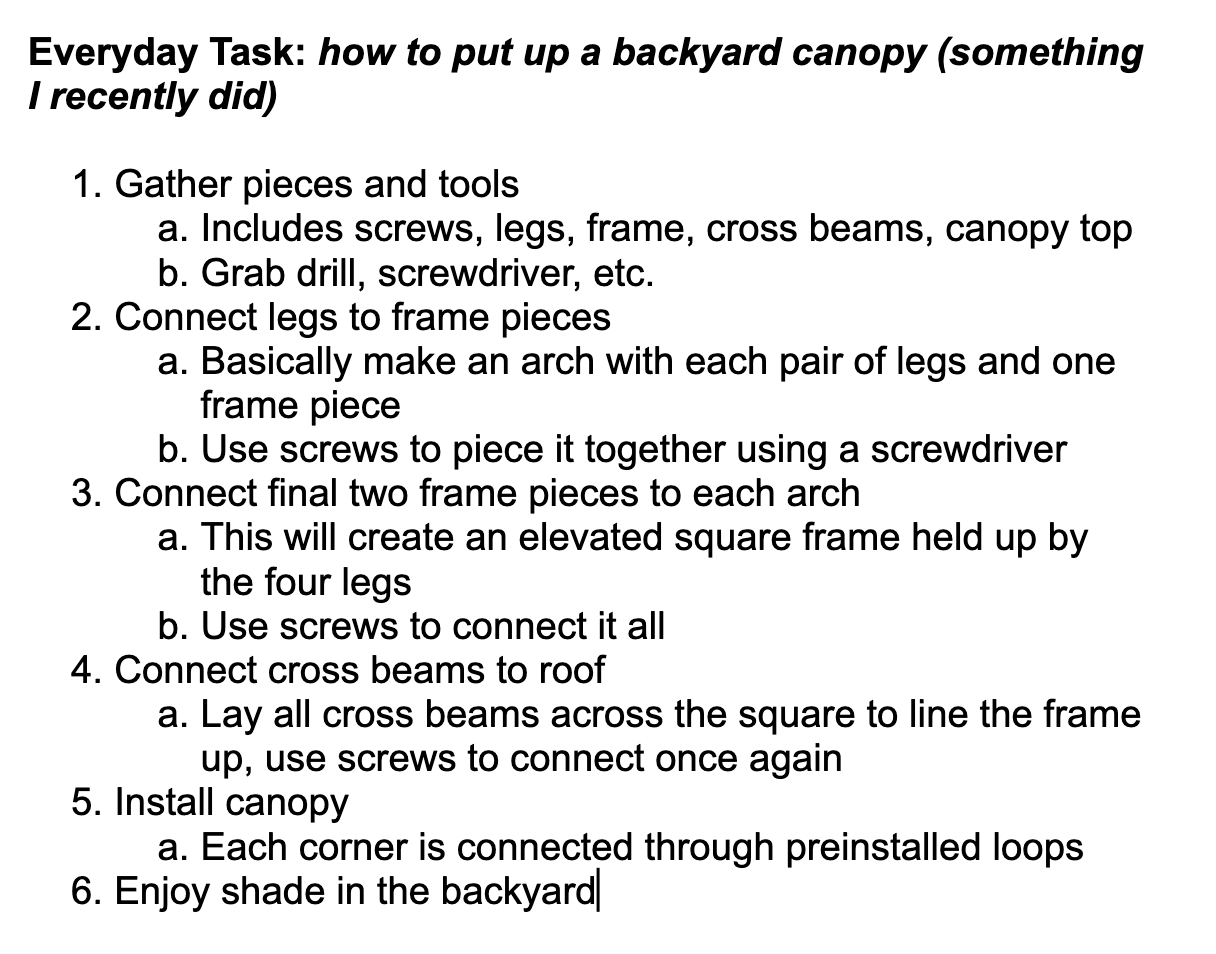 Everyday Task: how to put up a backyard canopy (something
I recently did)
1. Gather pieces and tools
a. Includes screws, legs, frame, cross beams, canopy top
b. Grab drill, screwdriver, etc.
2. Connect legs to frame pieces
a. Basically make an arch with each pair of legs and one
frame piece
b. Use screws to piece it together using a screwdriver
3. Connect final two frame pieces to each arch
a. This will create an elevated square frame held up by
the four legs
b. Use screws to connect it all
4. Connect cross beams to roof
a. Lay all cross beams across the square to line the frame
up, use screws to connect once again
5. Install canopy
a. Each corner is connected through preinstalled loops
6. Enjoy shade in the backyard